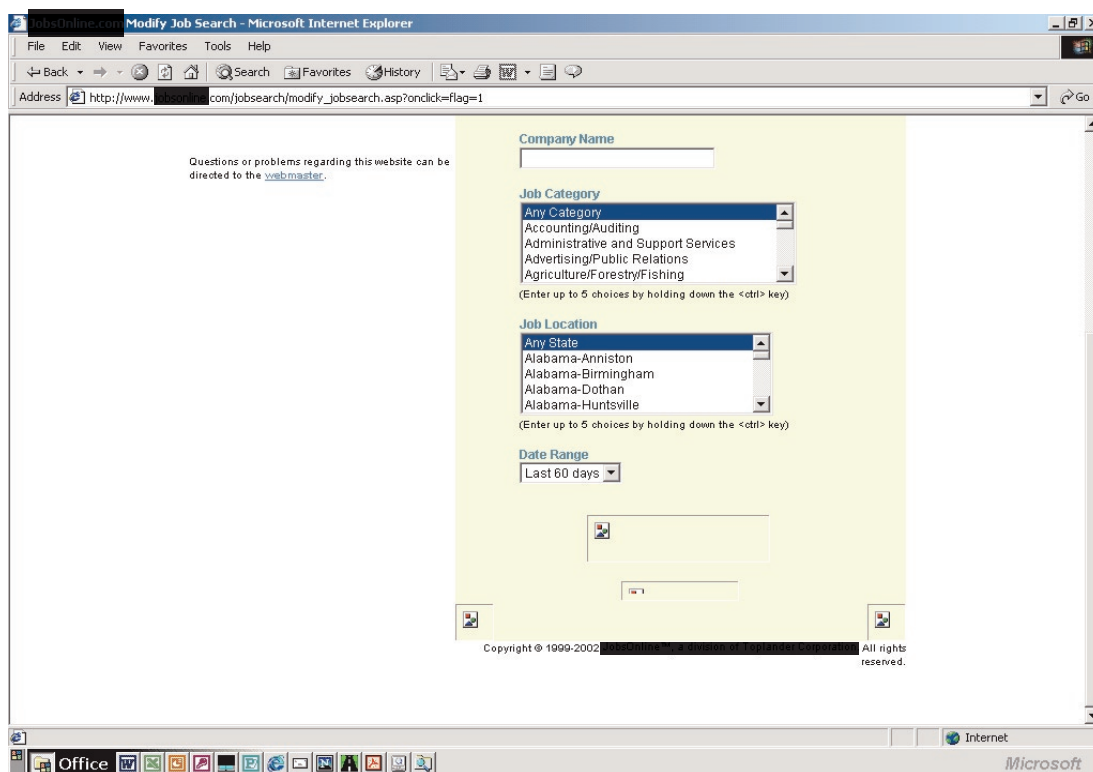 JobsOnline.com Modify Job Search - Microsoft Internet Explorer
File Edit View Favorites Tools Help
Back Search Favorites History
Address http://www.jobsonline.com/jobsearch/modify_jobsearch.asp?onclick=flag=1 Go
Questions or problems regarding this website can be
directed to the webmaster.
Company Name
Job Category
Any Category
Accounting/Auditing
Administrative and Support Services
Advertising/Public Relations
Agriculture/Forestry/Fishing
(Enter up to 5 choices by holding down the <ctrl> key)
Job Location
Any State
Alabama-Anniston
Alabama-Birmingham
Alabama-Dothan
Alabama-Huntsville
(Enter up to 5 choices by holding down the <ctrl> key)
Date Range
Last 60 days
Copyright © 1999-2002 JobsOnline™, a division of Toplander Corporation All rights
reserved.
Internet
Office
Microsoft